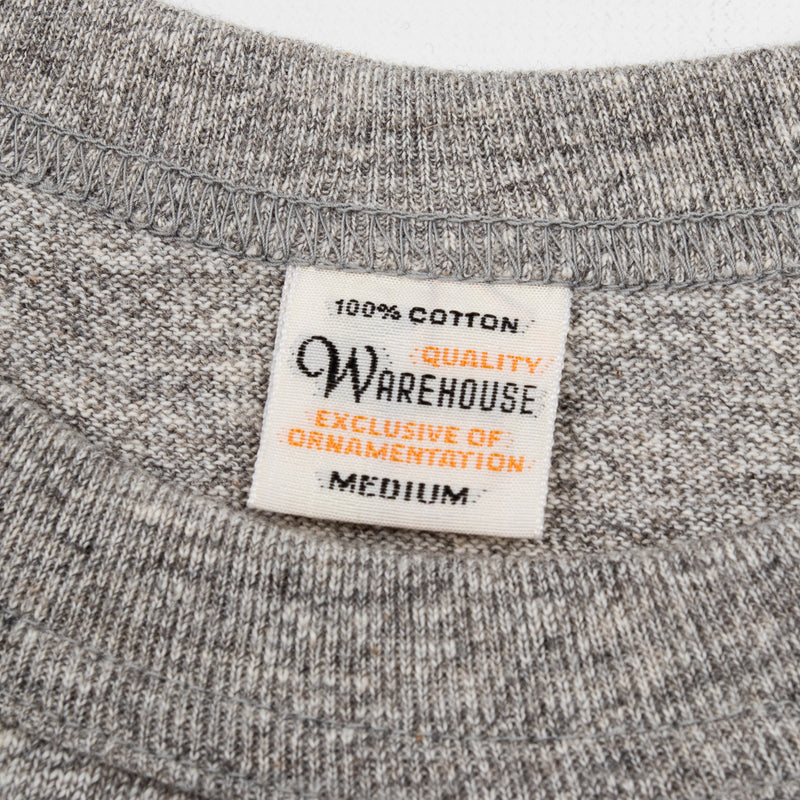 100% COTTON
QUALITY
WAREHOUSE
EXCLUSIVE OF
ORNAMENTATION
MEDIUM